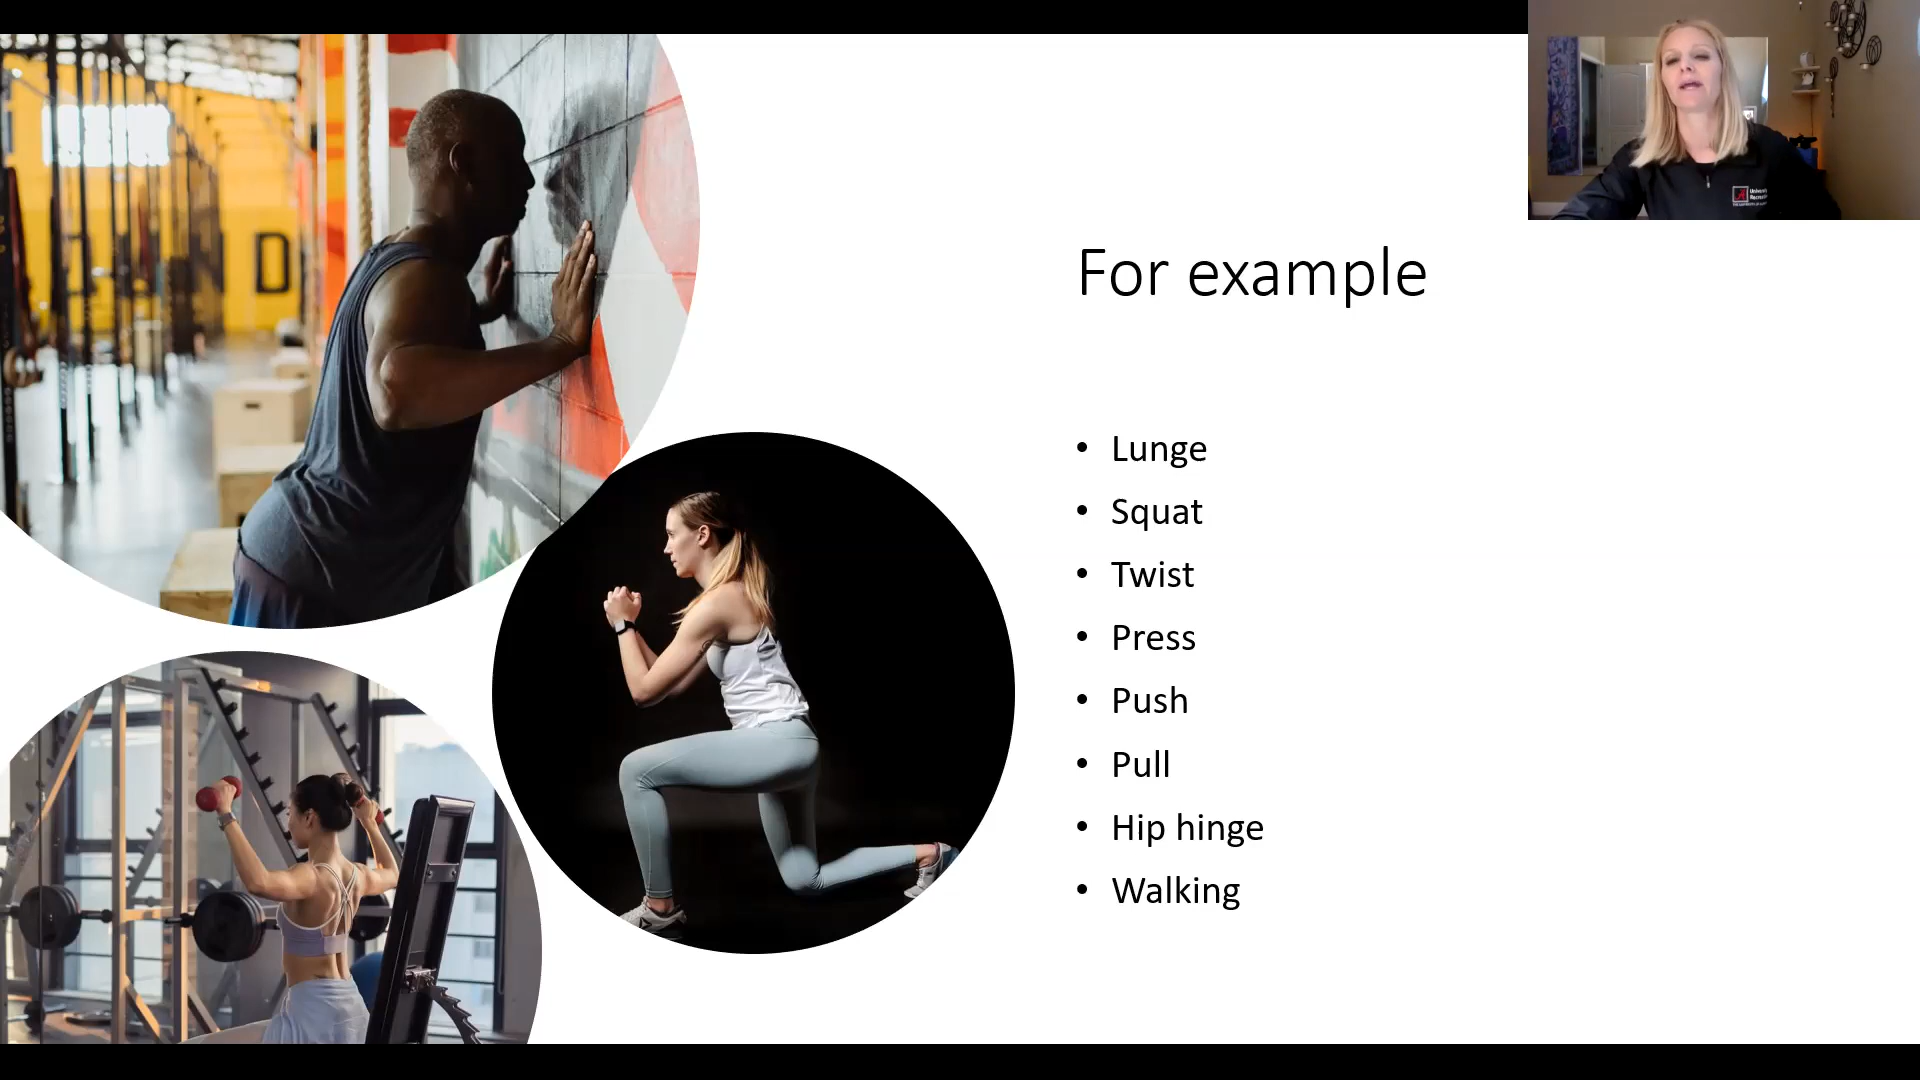 For example
• Lunge
• Squat
• Twist
• Press
• Push
• Pull
• Hip hinge
• Walking